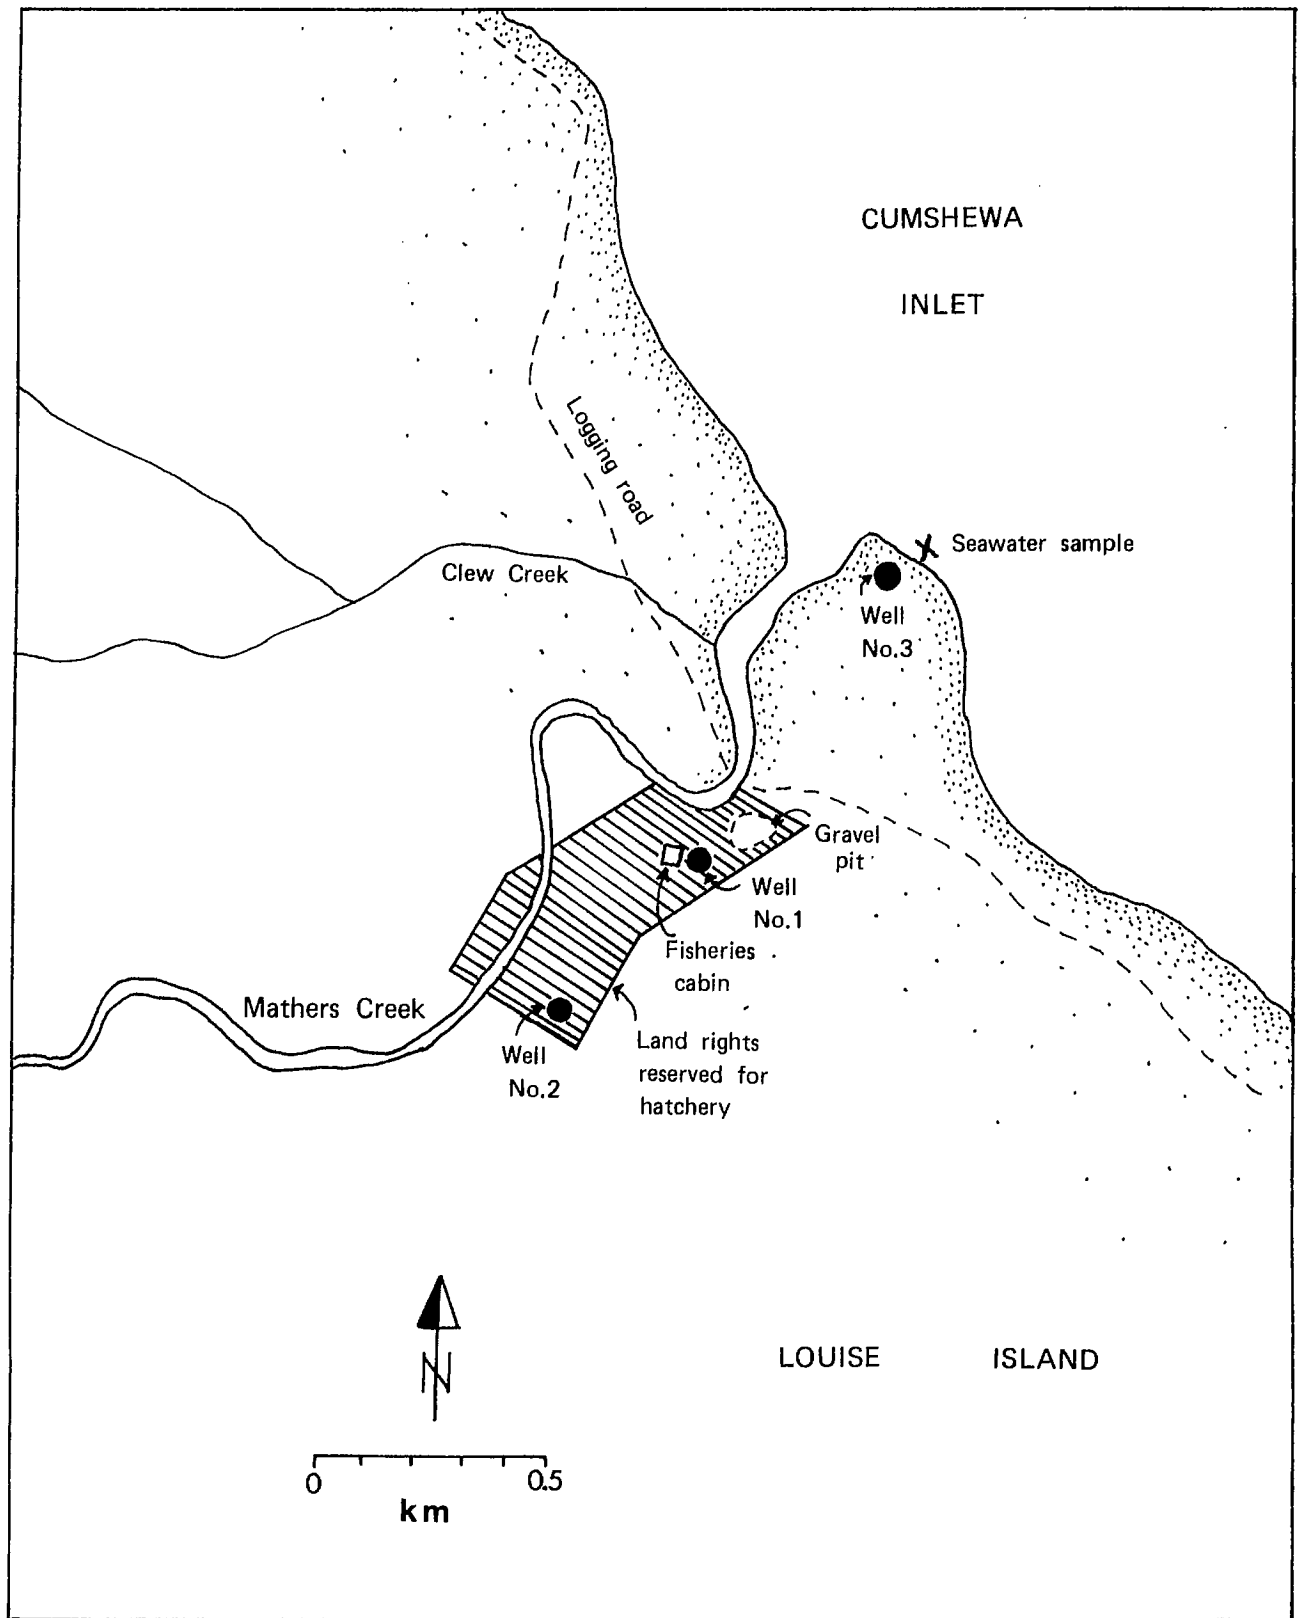 CUMSHEWA
INLET
Logging road
Seawater sample
Clew Creek
Well
No.3
Gravel
pit
Well
No.1
Fisheries
cabin
Mathers Creek
Well
No.2
Land rights
reserved for
hatchery
N
LOUISE ISLAND
0 0.5
km